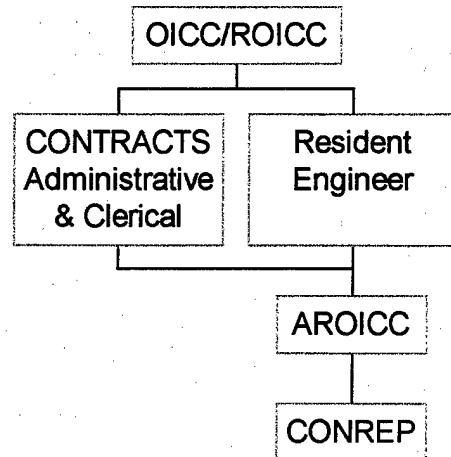 OICC/ROICC
CONTRACTS
Administrative
& Clerical
Resident
Engineer
AROICC
CONREP